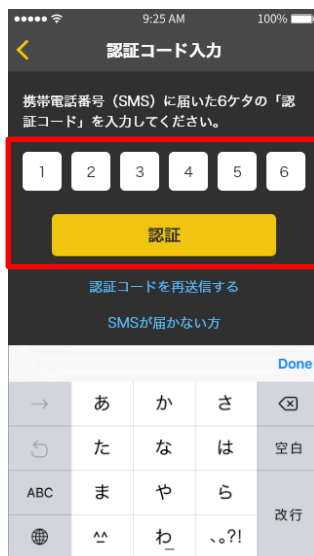 9:25 AM 100%
認証コード入力
携帯電話番号（SMS）に届いた6ケタの「認
証コード」を入力してください。
1 2 3 4 5 6
認証
認証コードを再送信する
SMSが届かない方
Done
→ あ か さ
た な は 空白
ABC ま や ら
改行
^^ わ_ 、。?!